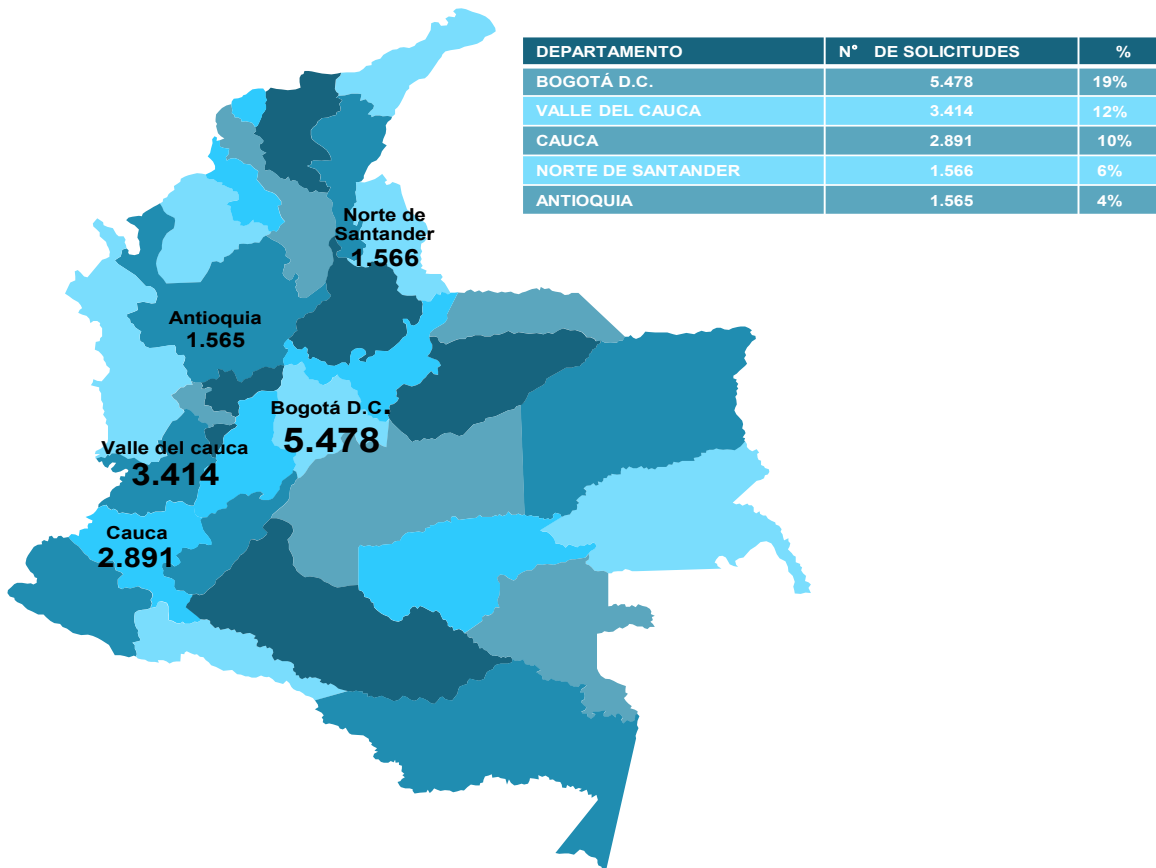 DEPARTAMENTO N° DE SOLICITUDES %
BOGOTÁ D.C. 5.478 19%
VALLE DEL CAUCA 3.414 12%
CAUCA 2.891 10%
NORTE DE SANTANDER 1.566 6%
ANTIOQUIA 1.565 4%
Norte de
Santander
1.566
Antioquia
1.565
Bogotá D.C.
5.478
Valle del cauca
3.414
Cauca
2.891